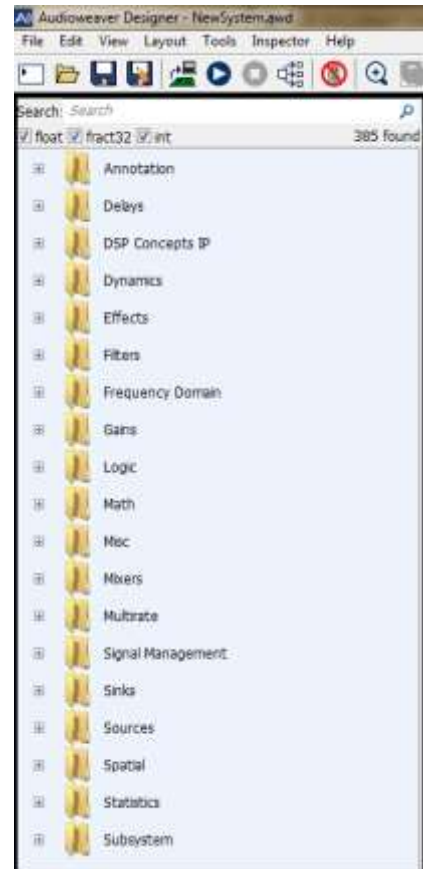 Audioweaver Designer - NewSystem.awd
File Edit View Layout Tools Inspector Help
Search: Search
float fract32 int 385 found
Annotation
Delays
DSP Concepts IP
Dynamics
Effects
Filters
Frequency Domain
Gains
Logic
Math
Misc
Mixers
Multirate
Signal Management
Sinks
Sources
Spatial
Statistics
Subsystem